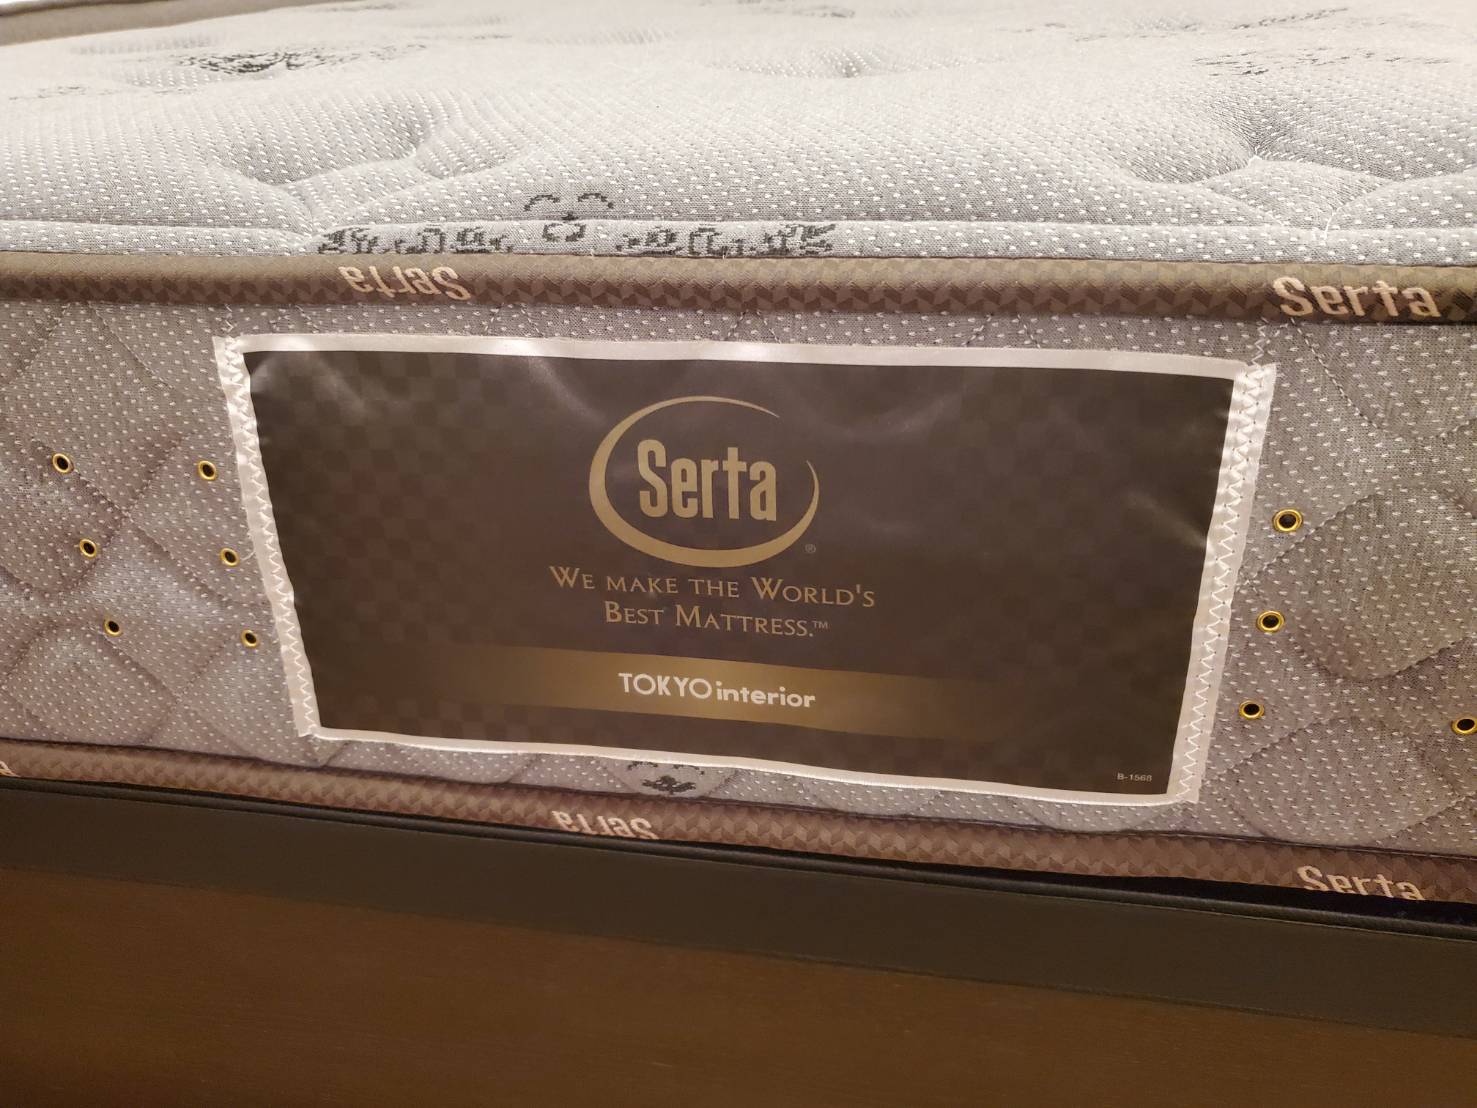 Serta
Serta
Serta
®
WE MAKE THE WORLD'S
BEST MATTRESS.™
TOKYO interior
B-1568
Serta
Serta